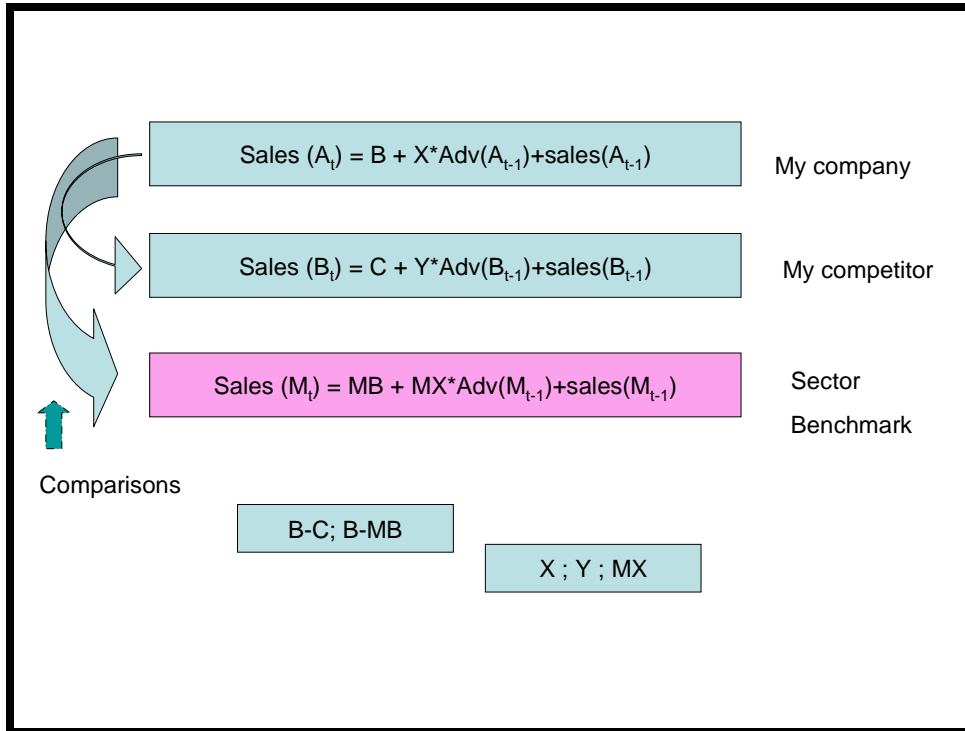 Sales (Aₜ) = B + X*Adv(Aₜ₋₁)+sales(Aₜ₋₁)
My company
Sales (Bₜ) = C + Y*Adv(Bₜ₋₁)+sales(Bₜ₋₁)
My competitor
Sales (Mₜ) = MB + MX*Adv(Mₜ₋₁)+sales(Mₜ₋₁)
Sector
Benchmark
Comparisons
B-C; B-MB
X ; Y ; MX